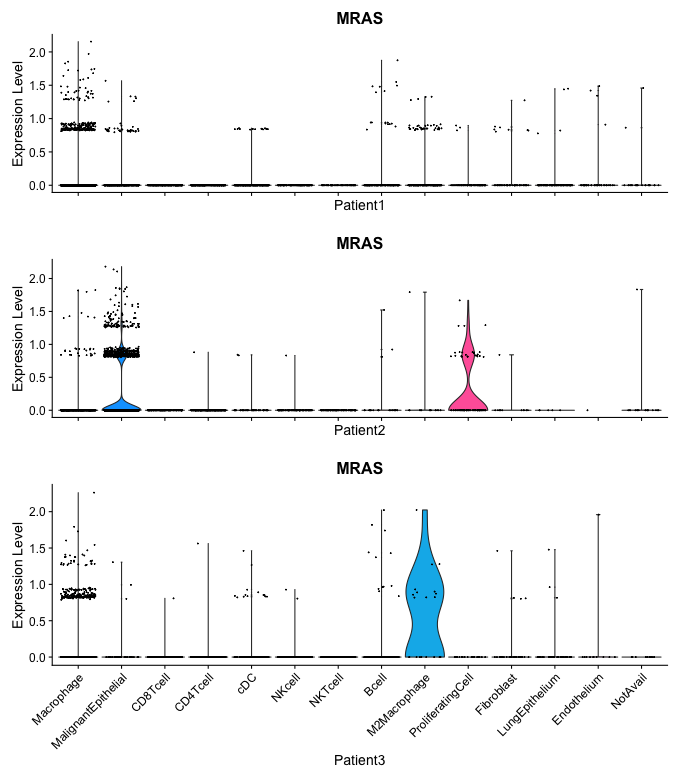 MRAS
Expression Level
2.0
1.5
1.0
0.5
0.0
Patient1
MRAS
Expression Level
2.0
1.5
1.0
0.5
0.0
Patient2
MRAS
Expression Level
2.0
1.5
1.0
0.5
0.0
Macrophage
MalignantEpithelial
CD8Tcell
CD4Tcell
cDC
NKcell
NKTcell
Bcell
M2Macrophage
ProliferatingCell
Fibroblast
LungEpithelium
Endothelium
NotAvail
Patient3